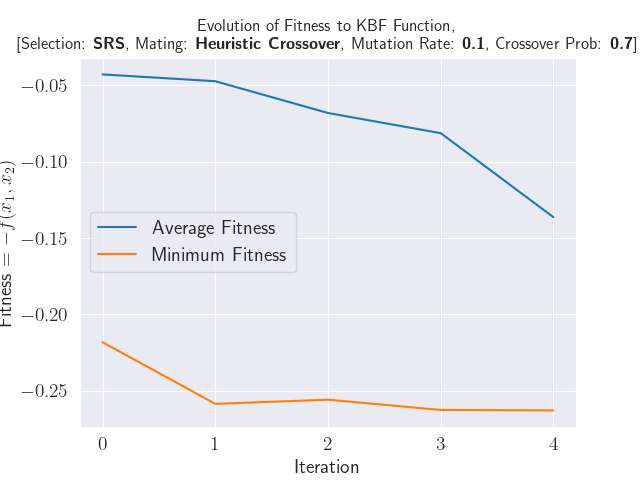 Evolution of Fitness to KBF Function,
[Selection: SRS, Mating: Heuristic Crossover, Mutation Rate: 0.1, Crossover Prob: 0.7]
Fitness = −f(x₁, x₂)
−0.05
−0.10
−0.15
−0.20
−0.25
Average Fitness
Minimum Fitness
0 1 2 3 4
Iteration